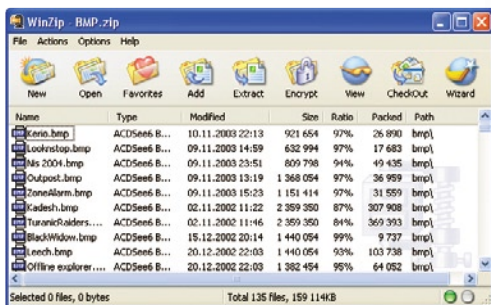 WinZip - BMP.zip
File Actions Options Help
New Open Favorites Add Extract Encrypt View CheckOut Wizard
Name Type Modified Size Ratio Packed Path
Kerio.bmp ACDSee6 B... 10.11.2003 22:13 921 654 97% 26 890 bmp\
Looknstop.bmp ACDSee6 B... 09.11.2003 14:59 632 994 97% 17 683 bmp\
Nis 2004.bmp ACDSee6 B... 09.11.2003 23:51 809 798 94% 49 435 bmp\
Outpost.bmp ACDSee6 B... 09.11.2003 13:19 1 368 054 97% 36 959 bmp\
ZoneAlarm.bmp ACDSee6 B... 09.11.2003 15:23 1 151 414 97% 31 559 bmp\
Kadesh.bmp ACDSee6 B... 02.11.2002 11:22 2 359 350 87% 307 908 bmp\
TuranicRaiders.... ACDSee6 B... 02.11.2002 11:46 2 359 350 84% 369 393 bmp\
BlackWidow.bmp ACDSee6 B... 15.12.2002 20:14 1 440 054 99% 9 737 bmp\
Leech.bmp ACDSee6 B... 20.12.2002 22:03 1 440 054 93% 103 738 bmp\
Offline explorer.... ACDSee6 B... 20.12.2002 22:03 1 382 454 95% 64 052 bmp\
Selected 0 files, 0 bytes Total 135 files, 159 114KB